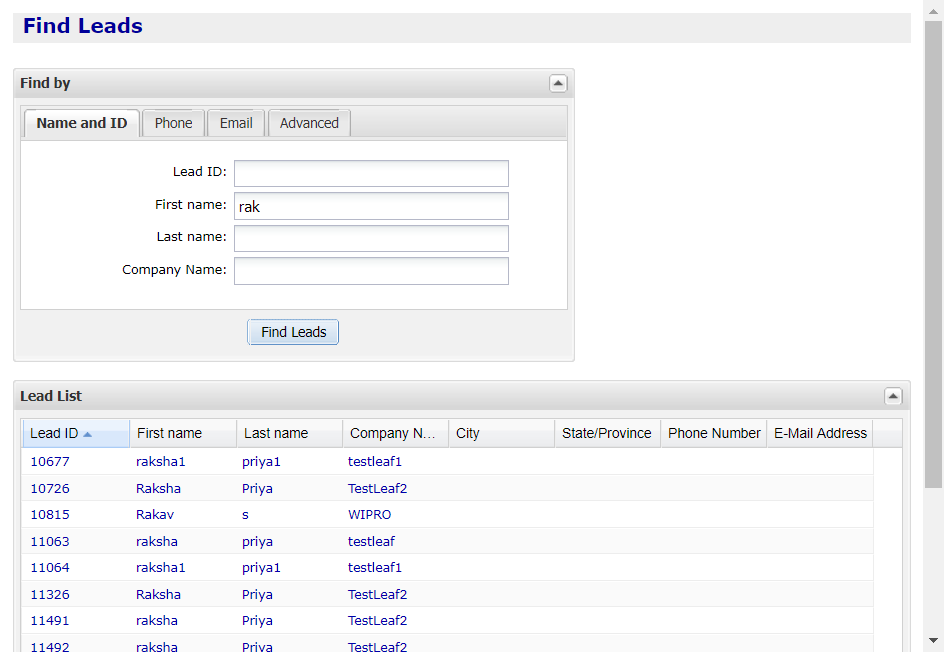 Find Leads
Find by
Name and ID Phone Email Advanced
Lead ID:
First name: rak
Last name:
Company Name:
Find Leads
Lead List
Lead ID First name Last name Company N... City State/Province Phone Number E-Mail Address
10677 raksha1 priya1 testleaf1
10726 Raksha Priya TestLeaf2
10815 Rakav s WIPRO
11063 raksha priya testleaf
11064 raksha1 priya1 testleaf1
11326 Raksha Priya TestLeaf2
11491 raksha Priya TestLeaf2
11492 raksha Priya TestLeaf2